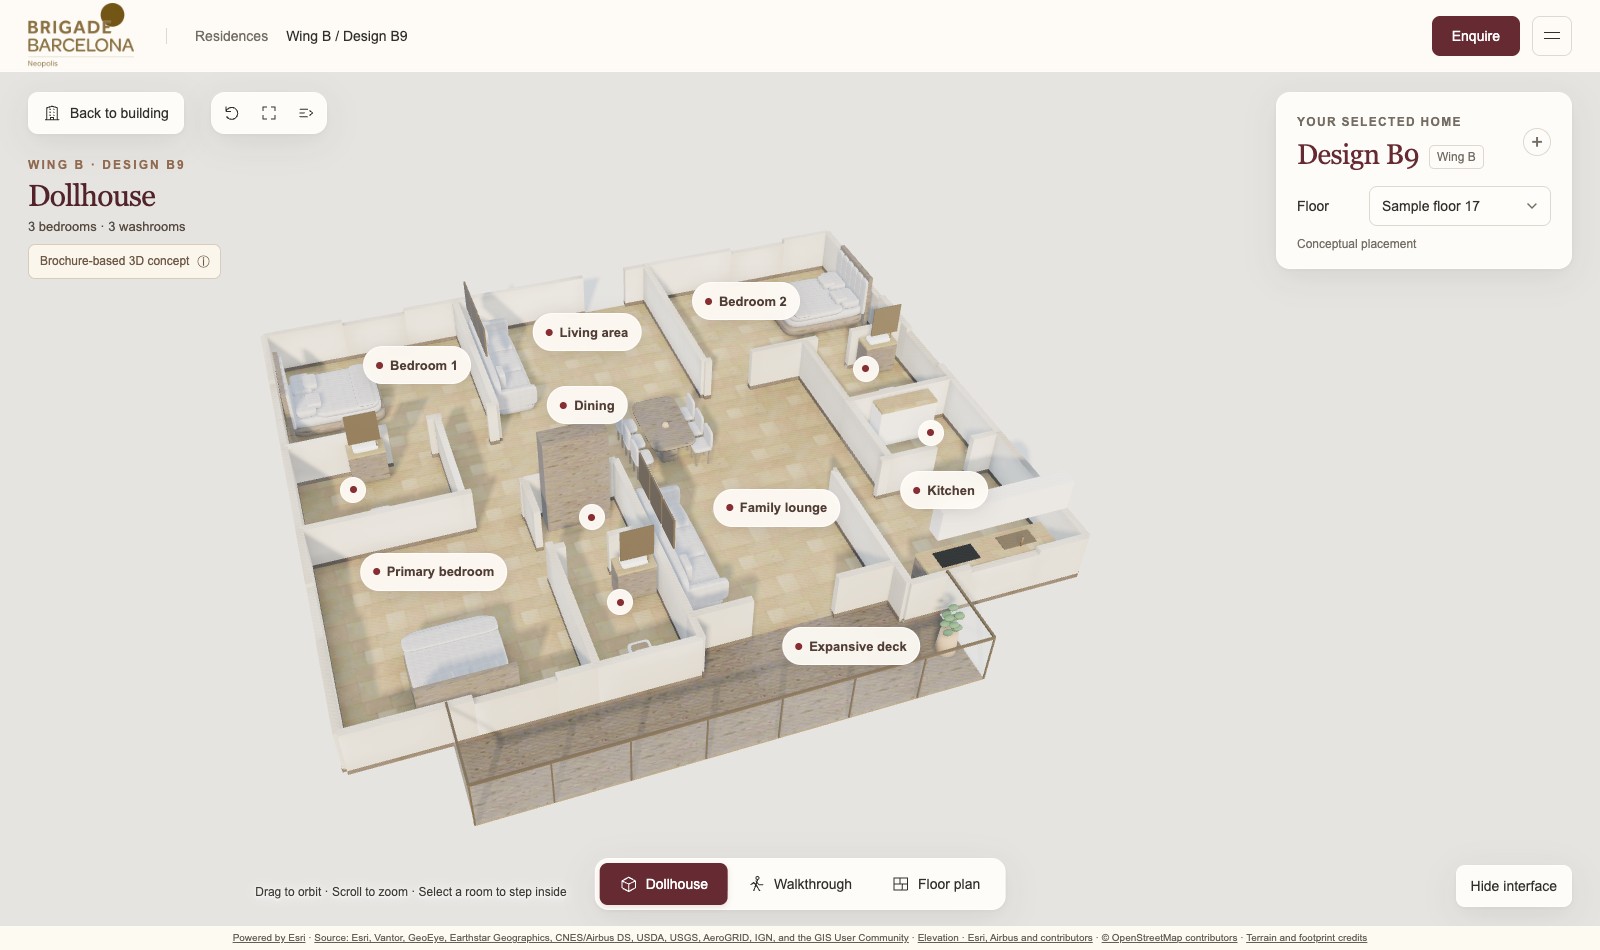 BRIGADE
BARCELONA
Neopolis
Residences
Wing B / Design B9
Enquire
Back to building
WING B · DESIGN B9
Dollhouse
3 bedrooms · 3 washrooms
Brochure-based 3D concept
YOUR SELECTED HOME
Design B9
Wing B
Floor
Sample floor 17
Conceptual placement
Bedroom 2
Living area
Bedroom 1
Dining
Kitchen
Family lounge
Primary bedroom
Expansive deck
Drag to orbit · Scroll to zoom · Select a room to step inside
Dollhouse
Walkthrough
Floor plan
Hide interface
Powered by Esri · Source: Esri, Vantor, GeoEye, Earthstar Geographics, CNES/Airbus DS, USDA, USGS, AeroGRID, IGN, and the GIS User Community · Elevation · Esri, Airbus and contributors · © OpenStreetMap contributors · Terrain and footprint credits